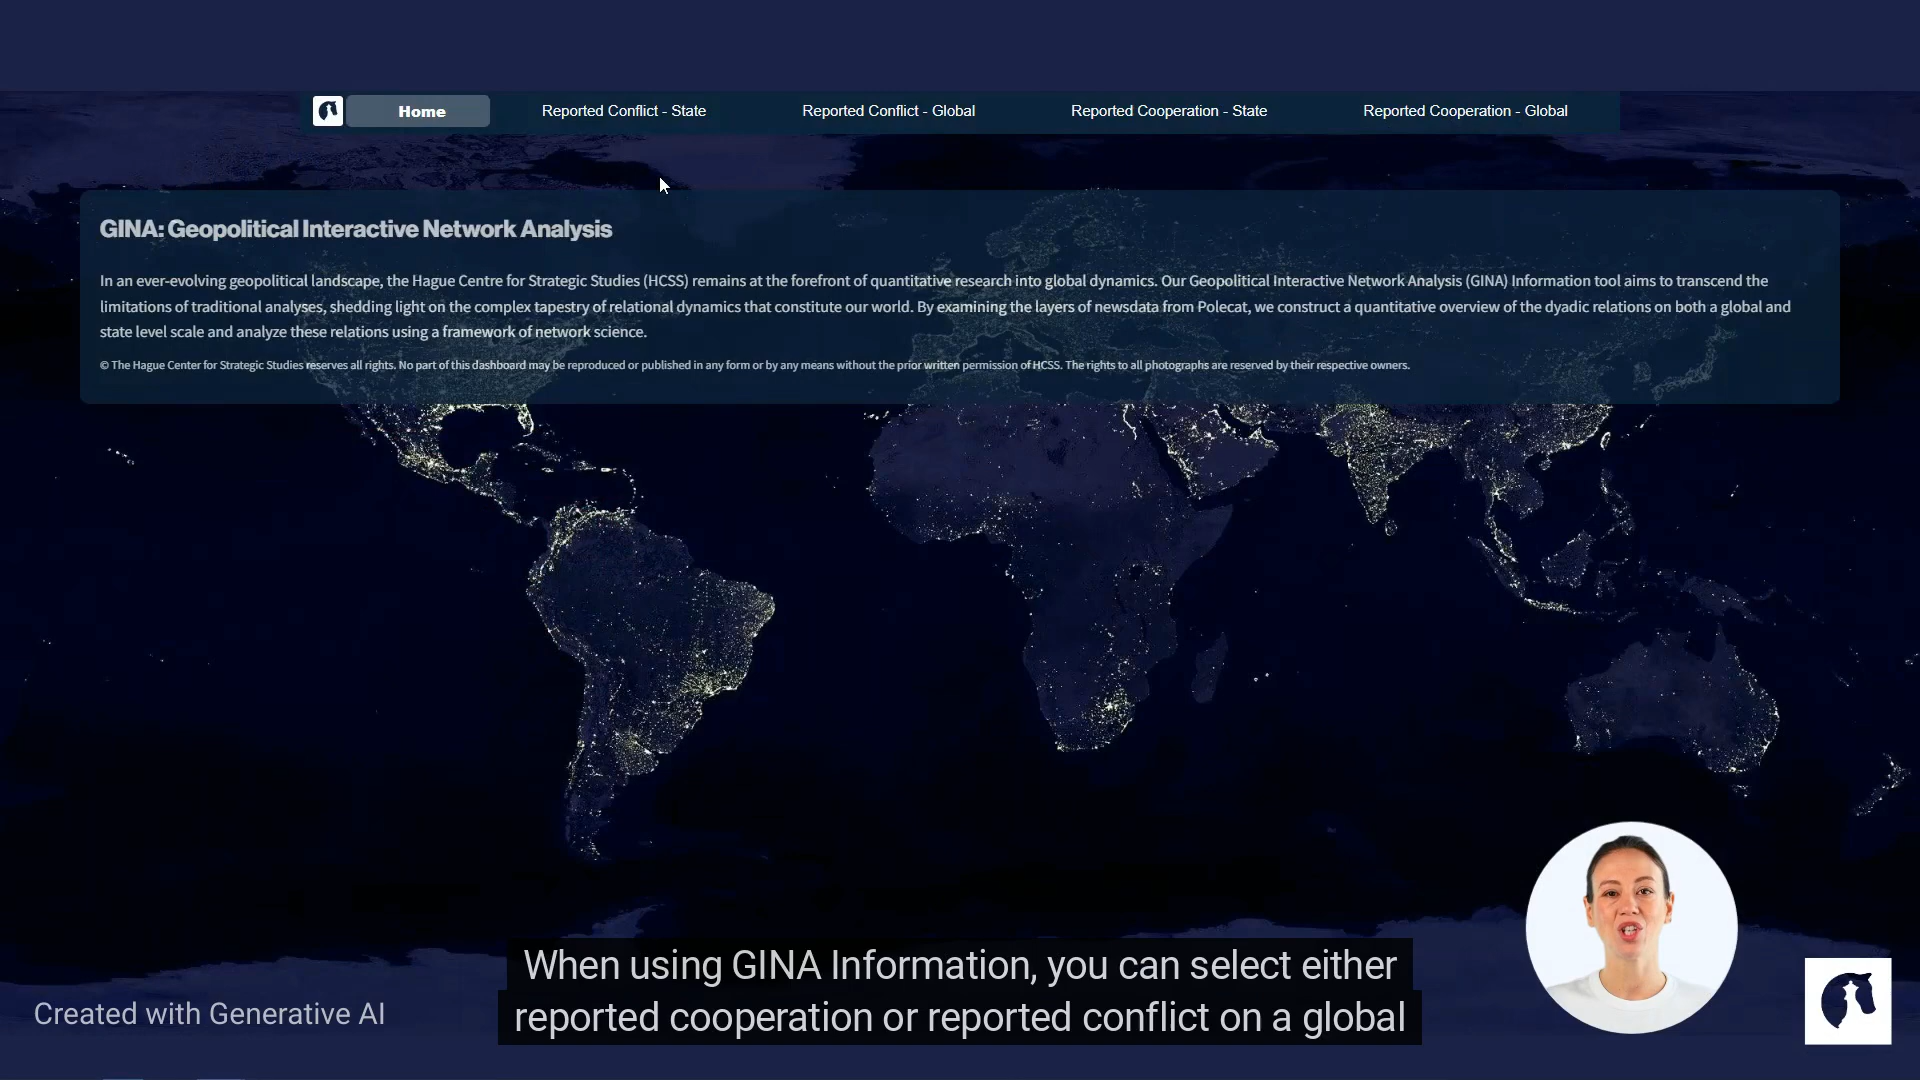 Home
Reported Conflict - State
Reported Conflict - Global
Reported Cooperation - State
Reported Cooperation - Global
GINA: Geopolitical Interactive Network Analysis
In an ever-evolving geopolitical landscape, the Hague Centre for Strategic Studies (HCSS) remains at the forefront of quantitative research into global dynamics. Our Geopolitical Interactive Network Analysis (GINA) Information tool aims to transcend the
limitations of traditional analyses, shedding light on the complex tapestry of relational dynamics that constitute our world. By examining the layers of newsdata from Polecat, we construct a quantitative overview of the dyadic relations on both a global and
state level scale and analyze these relations using a framework of network science.
© The Hague Center for Strategic Studies reserves all rights. No part of this dashboard may be reproduced or published in any form or by any means without the prior written permission of HCSS. The rights to all photographs are reserved by their respective owners.
When using GINA Information, you can select either
reported cooperation or reported conflict on a global
Created with Generative AI